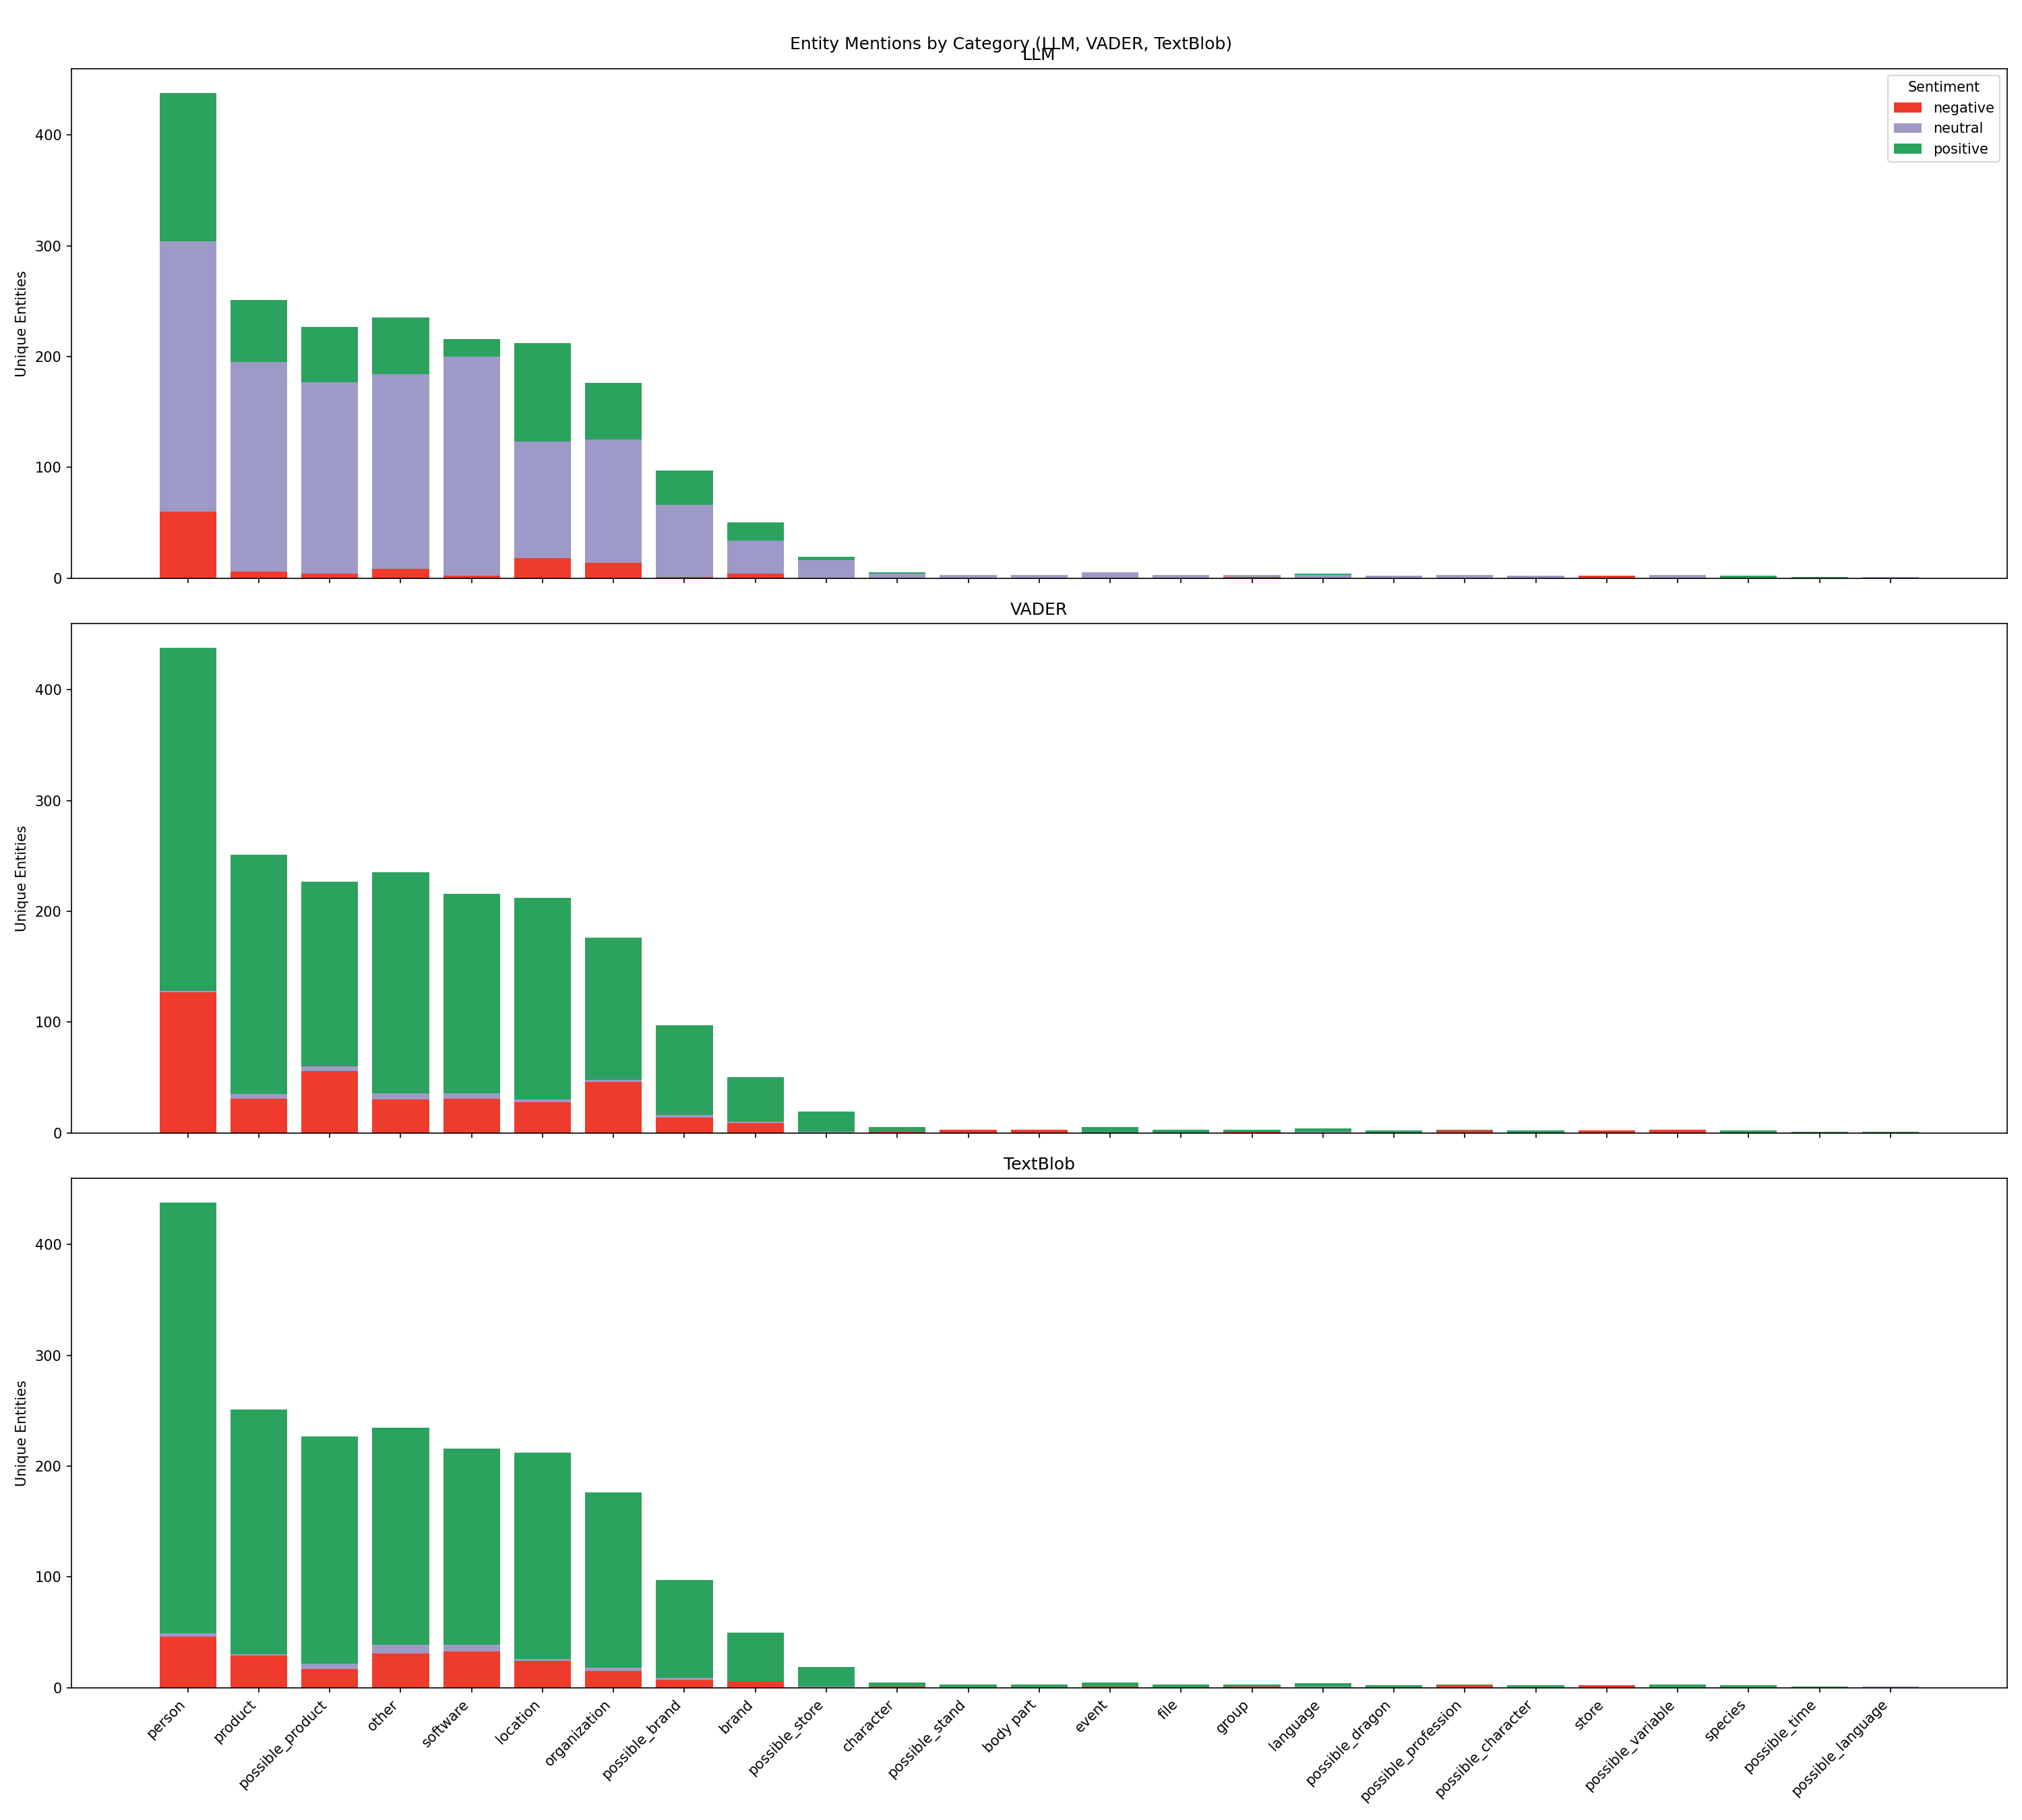 Entity Mentions by Category (LLM, VADER, TextBlob)
LLM
Sentiment
negative
neutral
positive
Unique Entities
400
300
200
100
0
VADER
Unique Entities
400
300
200
100
0
TextBlob
Unique Entities
400
300
200
100
0
person
product
possible_product
other
software
location
organization
possible_brand
brand
possible_store
character
possible_stand
body part
event
file
group
language
possible_dragon
possible_profession
possible_character
store
possible_variable
species
possible_time
possible_language